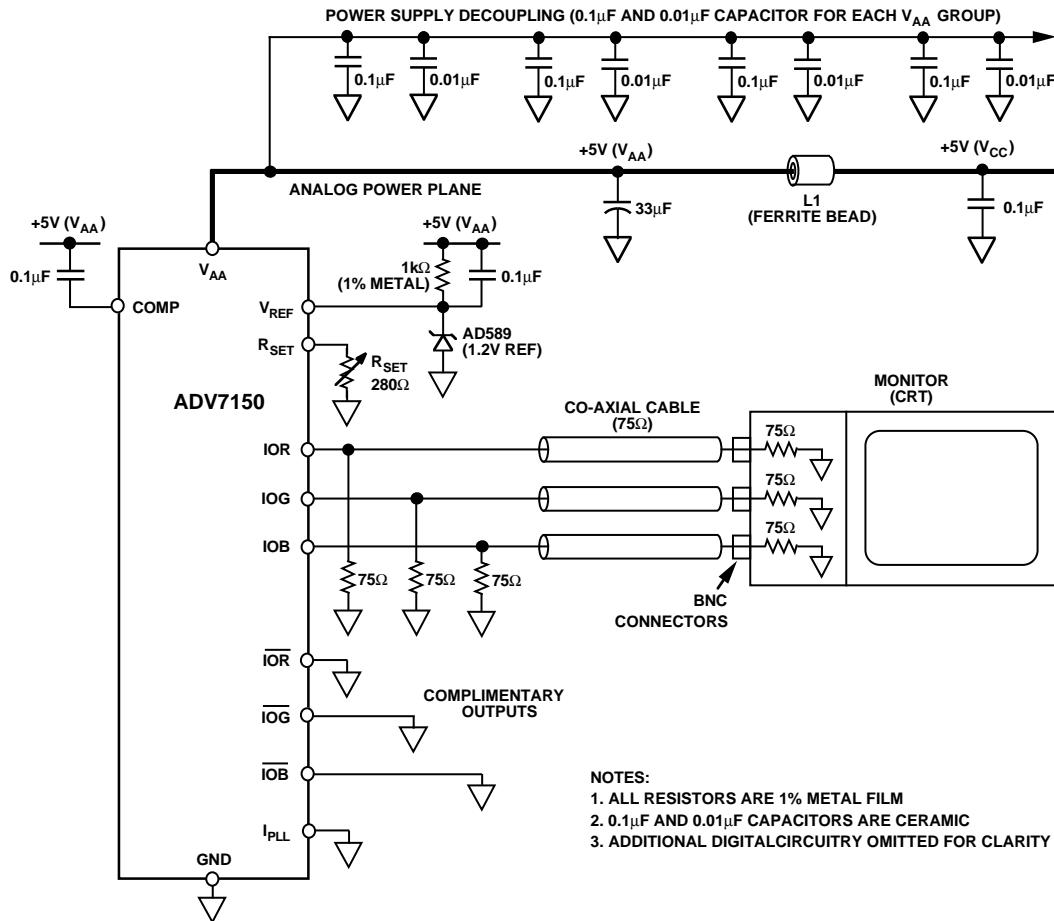 POWER SUPPLY DECOUPLING (0.1μF AND 0.01μF CAPACITOR FOR EACH VAA GROUP)
0.1μF 0.01μF 0.1μF 0.01μF 0.1μF 0.01μF 0.1μF 0.01μF
+5V (VAA)
+5V (VCC)
ANALOG POWER PLANE
33μF
L1
(FERRITE BEAD)
0.1μF
+5V (VAA)
0.1μF
COMP
VAA
+5V (VAA)
1kΩ
(1% METAL)
0.1μF
VREF
AD589
(1.2V REF)
RSET
RSET
280Ω
ADV7150
MONITOR
(CRT)
CO-AXIAL CABLE
(75Ω)
IOR
75Ω
IOG
75Ω
IOB
75Ω
75Ω 75Ω 75Ω
BNC
CONNECTORS
IOR
COMPLIMENTARY
OUTPUTS
IOG
IOB
IPLL
GND
NOTES:
1. ALL RESISTORS ARE 1% METAL FILM
2. 0.1μF AND 0.01μF CAPACITORS ARE CERAMIC
3. ADDITIONAL DIGITALCIRCUITRY OMITTED FOR CLARITY